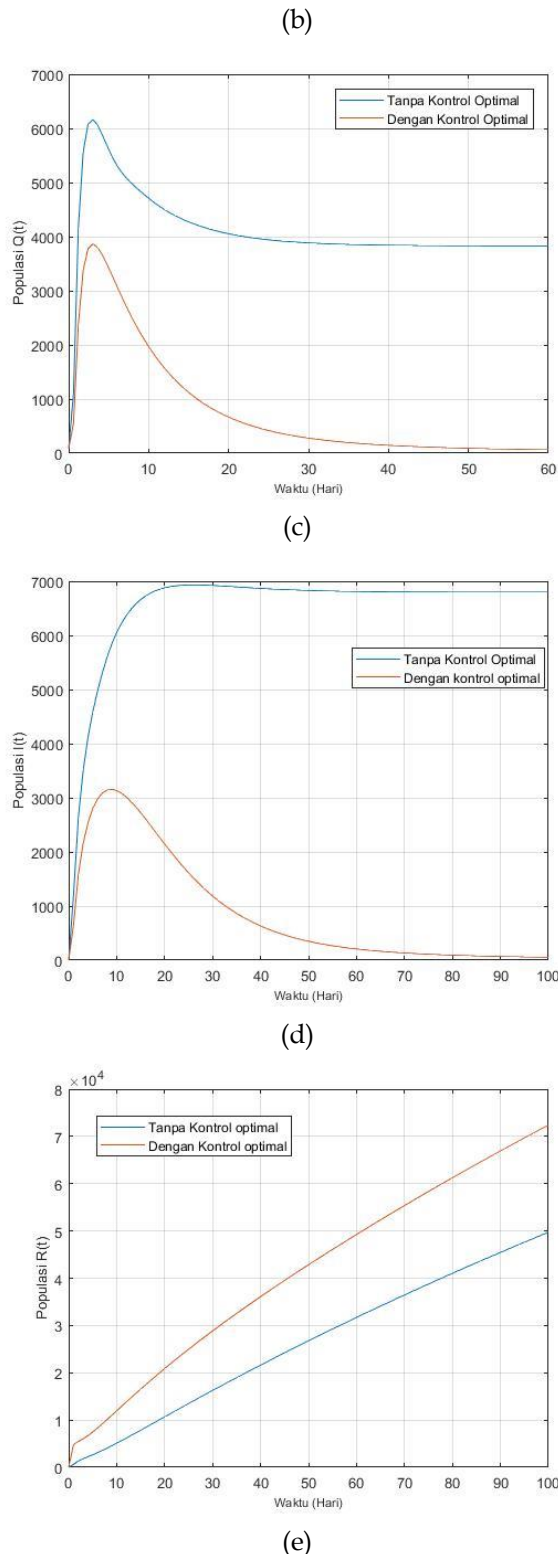 (b)
7000
6000
5000
4000
3000
2000
1000
0
Populasi Q(t)
Tanpa Kontrol Optimal
Dengan Kontrol Optimal
0 10 20 30 40 50 60
Waktu (Hari)
(c)
7000
6000
5000
4000
3000
2000
1000
0
Populasi I(t)
Tanpa Kontrol Optimal
Dengan kontrol optimal
0 10 20 30 40 50 60 70 80 90 100
Waktu (Hari)
(d)
× 10⁴
8
7
6
5
4
3
2
1
0
Populasi R(t)
Tanpa Kontrol optimal
Dengan Kontrol optimal
0 10 20 30 40 50 60 70 80 90 100
Waktu (Hari)
(e)